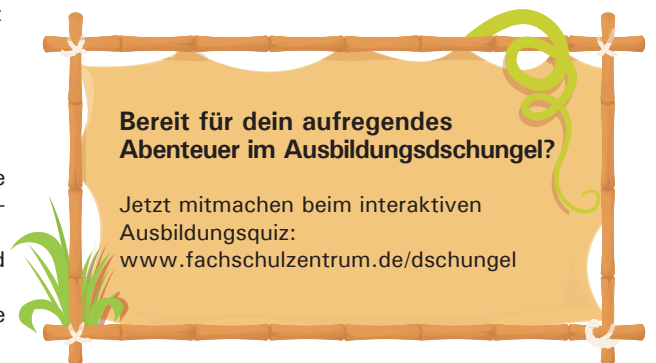 Bereit für dein aufregendes
Abenteuer im Ausbildungsdschungel?
Jetzt mitmachen beim interaktiven
Ausbildungsquiz:
www.fachschulzentrum.de/dschungel